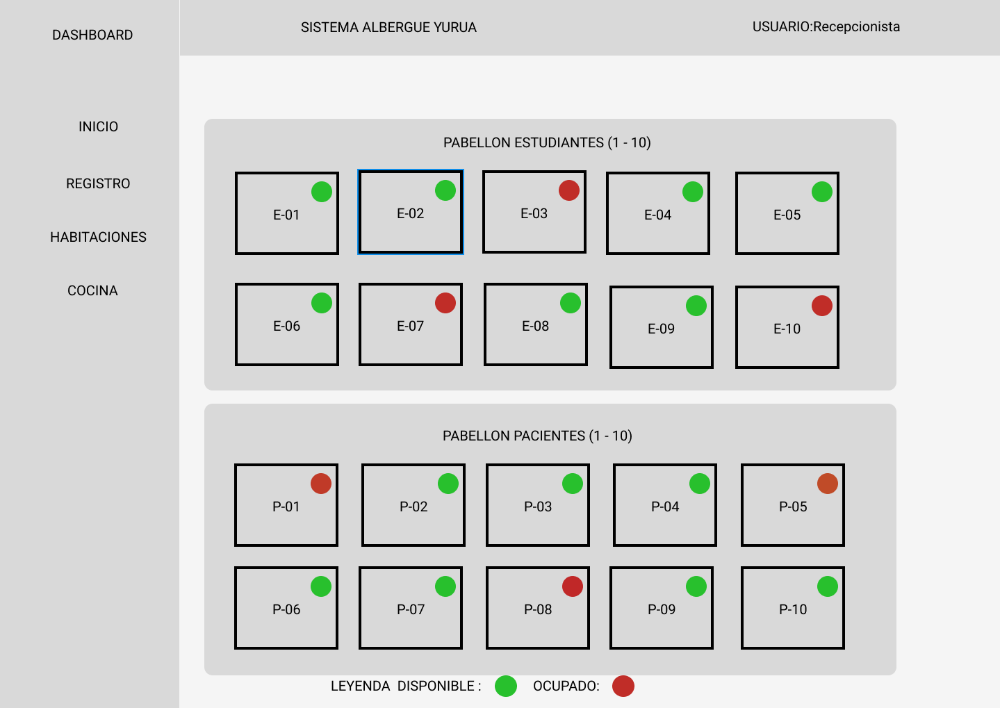 DASHBOARD
SISTEMA ALBERGUE YURUA
USUARIO:Recepcionista
INICIO
REGISTRO
HABITACIONES
COCINA
PABELLON ESTUDIANTES (1 - 10)
E-01
E-02
E-03
E-04
E-05
E-06
E-07
E-08
E-09
E-10
PABELLON PACIENTES (1 - 10)
P-01
P-02
P-03
P-04
P-05
P-06
P-07
P-08
P-09
P-10
LEYENDA DISPONIBLE : OCUPADO: